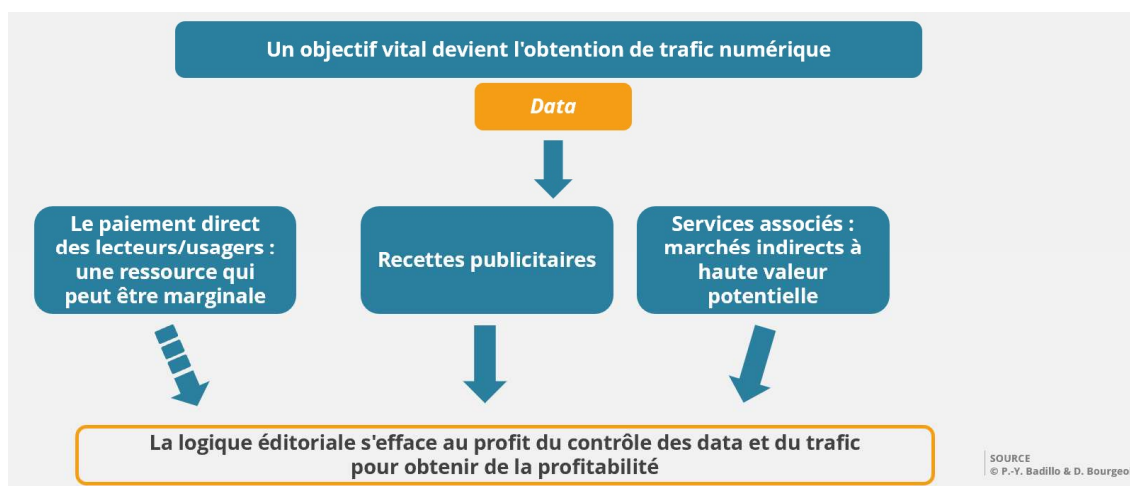 Un objectif vital devient l'obtention de trafic numérique
Data
Le paiement direct
des lecteurs/usagers :
une ressource qui
peut être marginale
Recettes publicitaires
Services associés :
marchés indirects à
haute valeur
potentielle
La logique éditoriale s'efface au profit du contrôle des data et du trafic
pour obtenir de la profitabilité
SOURCE
© P.-Y. Badillo & D. Bourgeo